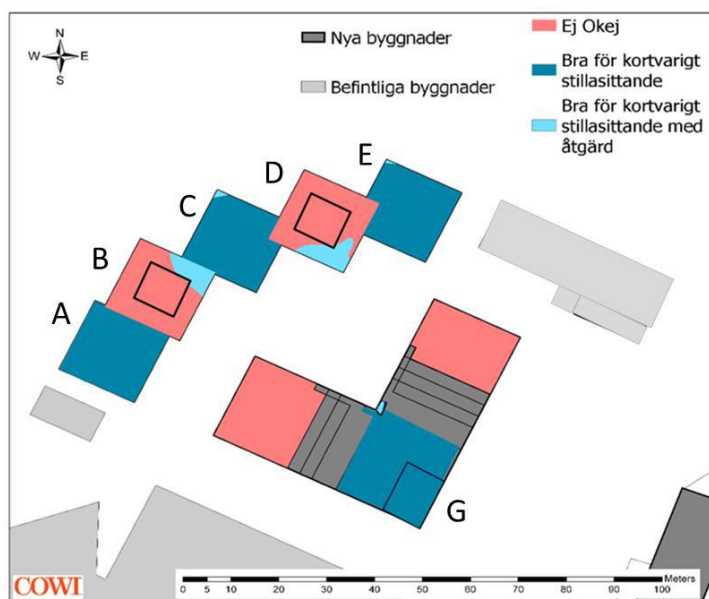 N
W E
S
Nya byggnader
Befintliga byggnader
Ej Okej
Bra för kortvarigt
stillasittande
Bra för kortvarigt
stillasittande med
åtgärd
E
D
C
B
A
G
COWI
Meters
0 5 10 20 30 40 50 60 70 80 90 100